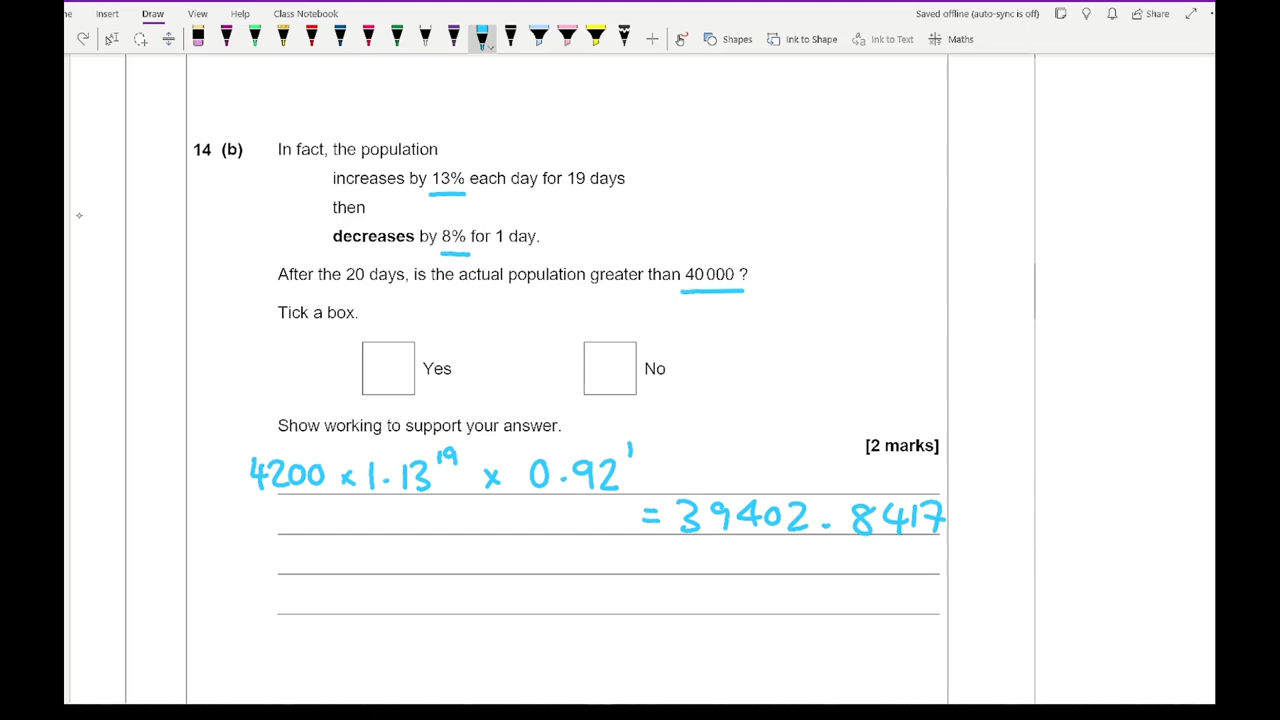 me Insert Draw View Help Class Notebook Saved offline (auto-sync is off) Share
Shapes Ink to Shape Ink to Text Maths
14 (b) In fact, the population
increases by 13% each day for 19 days
then
decreases by 8% for 1 day.
After the 20 days, is the actual population greater than 40 000 ?
Tick a box.
Yes No
Show working to support your answer.
[2 marks]
4200 × 1.13¹⁹ × 0.92¹
= 39402.8417